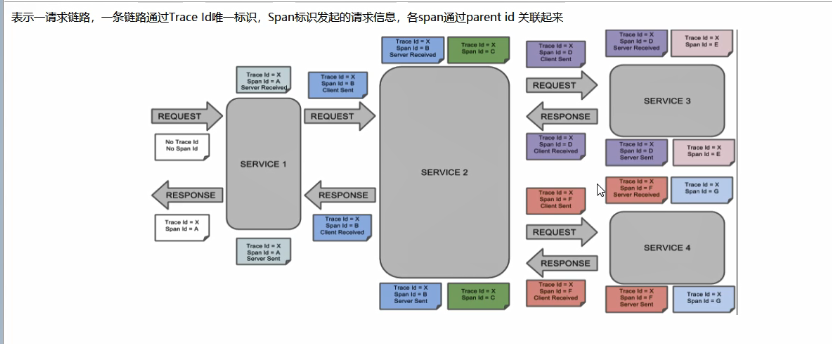 表示一请求链路，一条链路通过Trace Id唯一标识，Span标识发起的请求信息，各span通过parent id 关联起来
REQUEST
No Trace Id
No Span Id
RESPONSE
Trace Id = X
Span Id = A
Trace Id = X
Span Id = A
Server Received
SERVICE 1
Trace Id = X
Span Id = A
Server Sent
Trace Id = X
Span Id = B
Client Sent
REQUEST
RESPONSE
Trace Id = X
Span Id = B
Client Received
Trace Id = X
Span Id = B
Server Received
Trace Id = X
Span Id = C
SERVICE 2
Trace Id = X
Span Id = B
Server Sent
Trace Id = X
Span Id = C
Trace Id = X
Span Id = D
Client Sent
REQUEST
RESPONSE
Trace Id = X
Span Id = D
Client Received
Trace Id = X
Span Id = D
Server Received
Trace Id = X
Span Id = E
SERVICE 3
Trace Id = X
Span Id = D
Server Sent
Trace Id = X
Span Id = E
Trace Id = X
Span Id = F
Client Sent
REQUEST
RESPONSE
Trace Id = X
Span Id = F
Client Received
Trace Id = X
Span Id = F
Server Received
Trace Id = X
Span Id = G
SERVICE 4
Trace Id = X
Span Id = F
Server Sent
Trace Id = X
Span Id = G